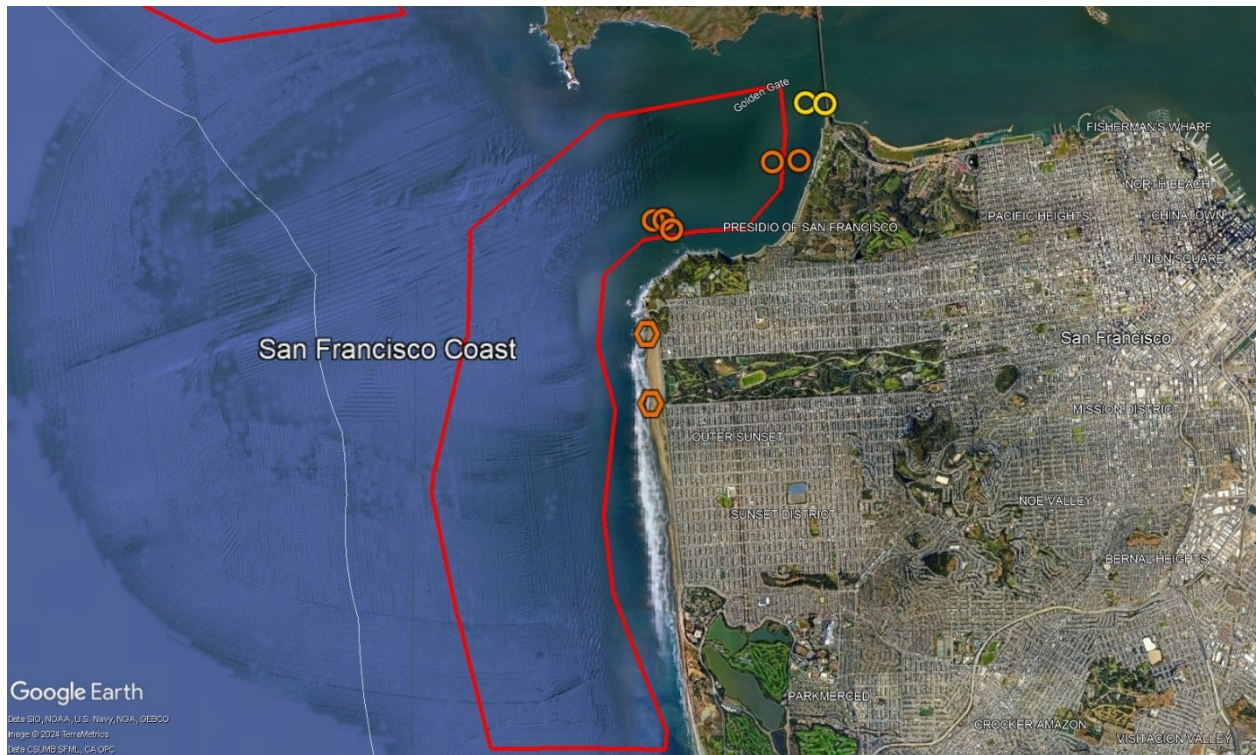 Golden Gate
FISHERMAN'S WHARF
NORTH BEACH
PACIFIC HEIGHTS
CHINATOWN
PRESIDIO OF SAN FRANCISCO
UNION SQUARE
San Francisco Coast
San Francisco
MISSION DISTRICT
OUTER SUNSET
NOE VALLEY
SUNSET DISTRICT
BERNAL HEIGHTS
Google Earth
PARKMERCED
Data SIO, NOAA, U.S. Navy, NGA, GEBCO
CROCKER AMAZON
Image © 2024 TerraMetrics
VISITACION VALLEY
Data CSUMB SFML, CA OPC